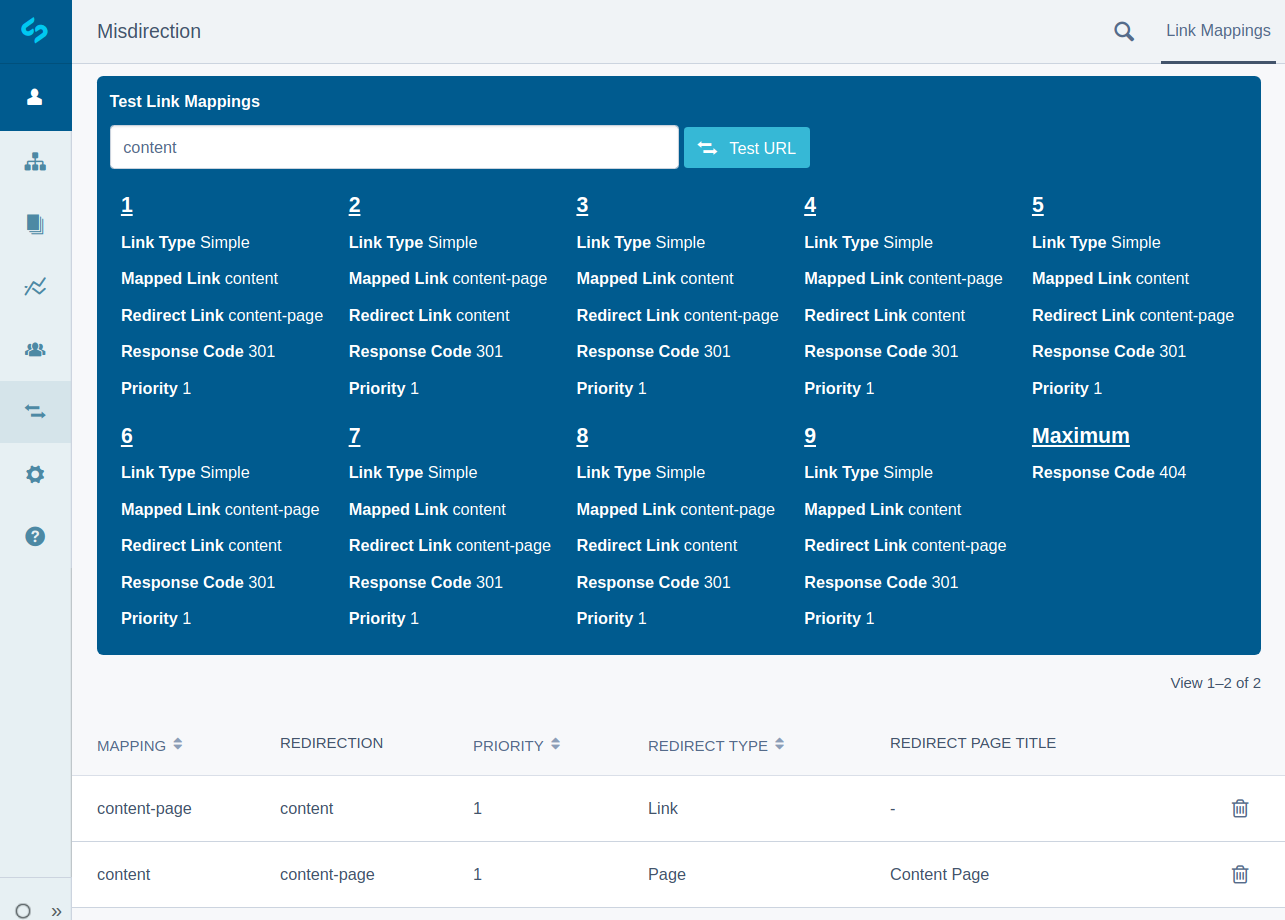 Misdirection
Link Mappings
Test Link Mappings
content
Test URL
1 2 3 4 5
Link Type Simple Link Type Simple Link Type Simple Link Type Simple Link Type Simple
Mapped Link content Mapped Link content-page Mapped Link content Mapped Link content-page Mapped Link content
Redirect Link content-page Redirect Link content Redirect Link content-page Redirect Link content Redirect Link content-page
Response Code 301 Response Code 301 Response Code 301 Response Code 301 Response Code 301
Priority 1 Priority 1 Priority 1 Priority 1 Priority 1
6 7 8 9 Maximum
Link Type Simple Link Type Simple Link Type Simple Link Type Simple Response Code 404
Mapped Link content-page Mapped Link content Mapped Link content-page Mapped Link content
Redirect Link content Redirect Link content-page Redirect Link content Redirect Link content-page
Response Code 301 Response Code 301 Response Code 301 Response Code 301
Priority 1 Priority 1 Priority 1 Priority 1
View 1–2 of 2
MAPPING REDIRECTION PRIORITY REDIRECT TYPE REDIRECT PAGE TITLE
content-page content 1 Link -
content content-page 1 Page Content Page
»